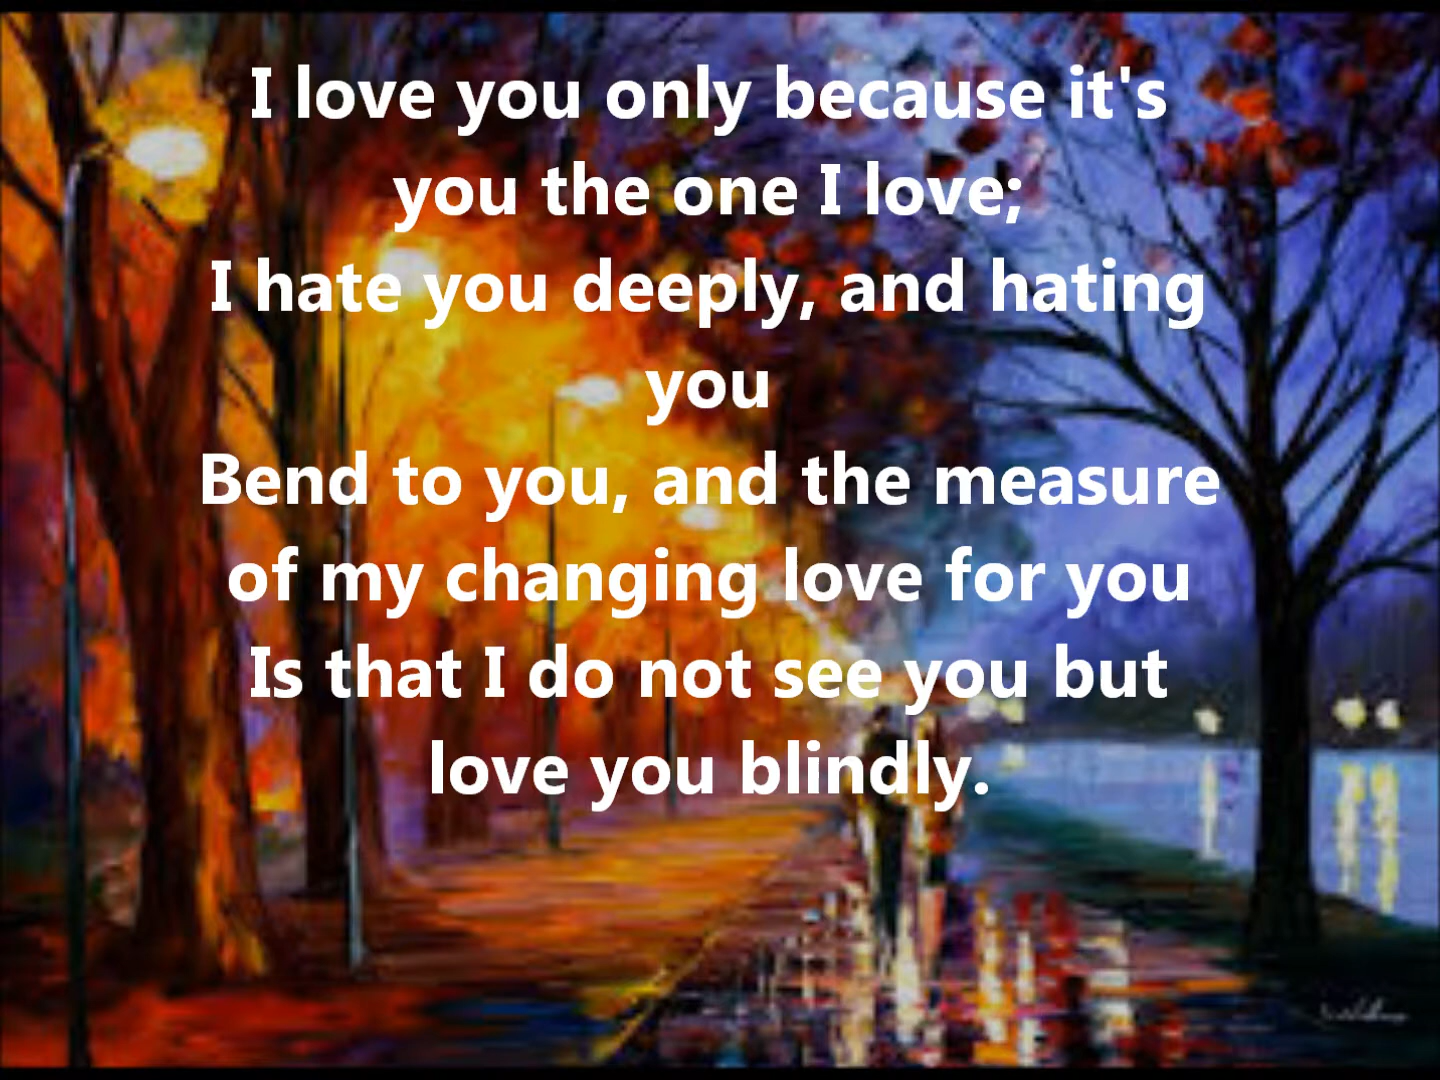 I love you only because it's
you the one I love;
I hate you deeply, and hating
you
Bend to you, and the measure
of my changing love for you
Is that I do not see you but
love you blindly.